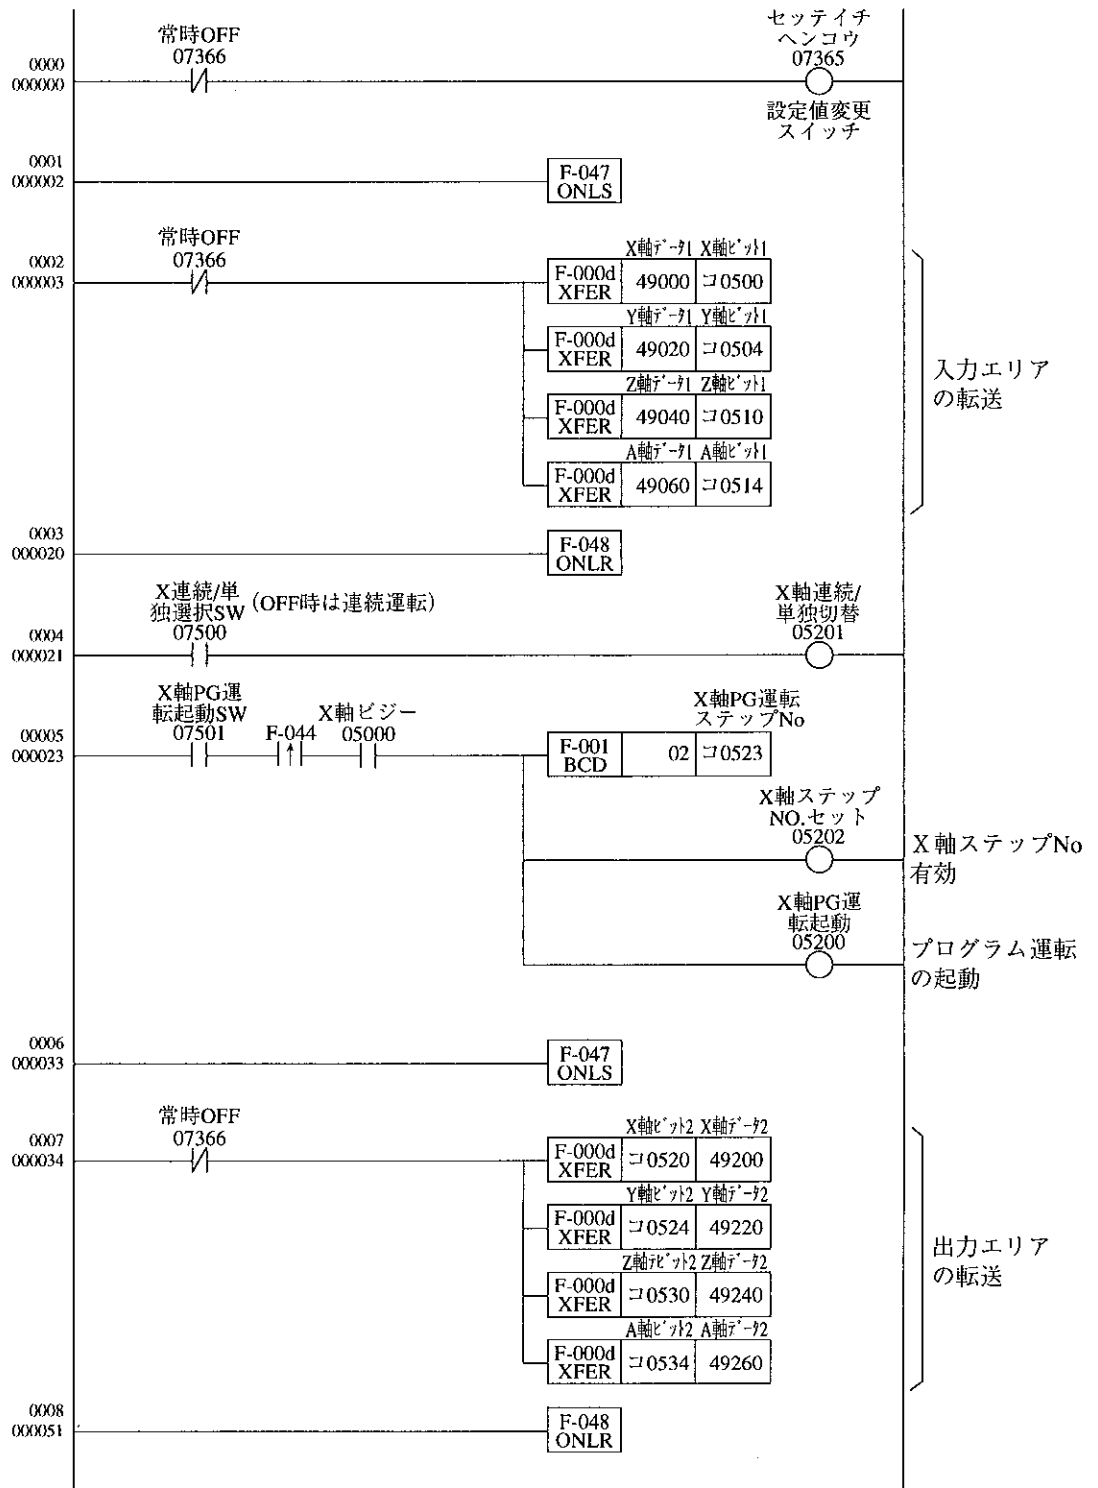 常時OFF
07366
0000
000000
セッテイチ
ヘンコウ
07365
設定値変更
スイッチ
0001
000002
F-047
ONLS
常時OFF
07366
0002
000003
X軸ﾃﾞｰﾀ1 X軸ﾋﾞｯﾄ1
F-000d
XFER
49000 コ0500
Y軸ﾃﾞｰﾀ1 Y軸ﾋﾞｯﾄ1
F-000d
XFER
49020 コ0504
Z軸ﾃﾞｰﾀ1 Z軸ﾋﾞｯﾄ1
F-000d
XFER
49040 コ0510
A軸ﾃﾞｰﾀ1 A軸ﾋﾞｯﾄ1
F-000d
XFER
49060 コ0514
入力エリア
の転送
0003
000020
F-048
ONLR
X連続/単
独選択SW (OFF時は連続運転)
07500
0004
000021
X軸連続/
単独切替
05201
X軸PG運
転起動SW
07501
F-044
X軸ビジー
05000
00005
000023
X軸PG運転
ステップNo
F-001
BCD
02 コ0523
X軸ステップ
NO.セット
05202
X軸ステップNo
有効
X軸PG運
転起動
05200
プログラム運転
の起動
0006
000033
F-047
ONLS
常時OFF
07366
0007
000034
X軸ﾋﾞｯﾄ2 X軸ﾃﾞｰﾀ2
F-000d
XFER
コ0520 49200
Y軸ﾋﾞｯﾄ2 Y軸ﾃﾞｰﾀ2
F-000d
XFER
コ0524 49220
Z軸ﾃﾋﾞｯﾄ2 Z軸ﾃﾞｰﾀ2
F-000d
XFER
コ0530 49240
A軸ﾋﾞｯﾄ2 A軸ﾃﾞｰﾀ2
F-000d
XFER
コ0534 49260
出力エリア
の転送
0008
000051
F-048
ONLR